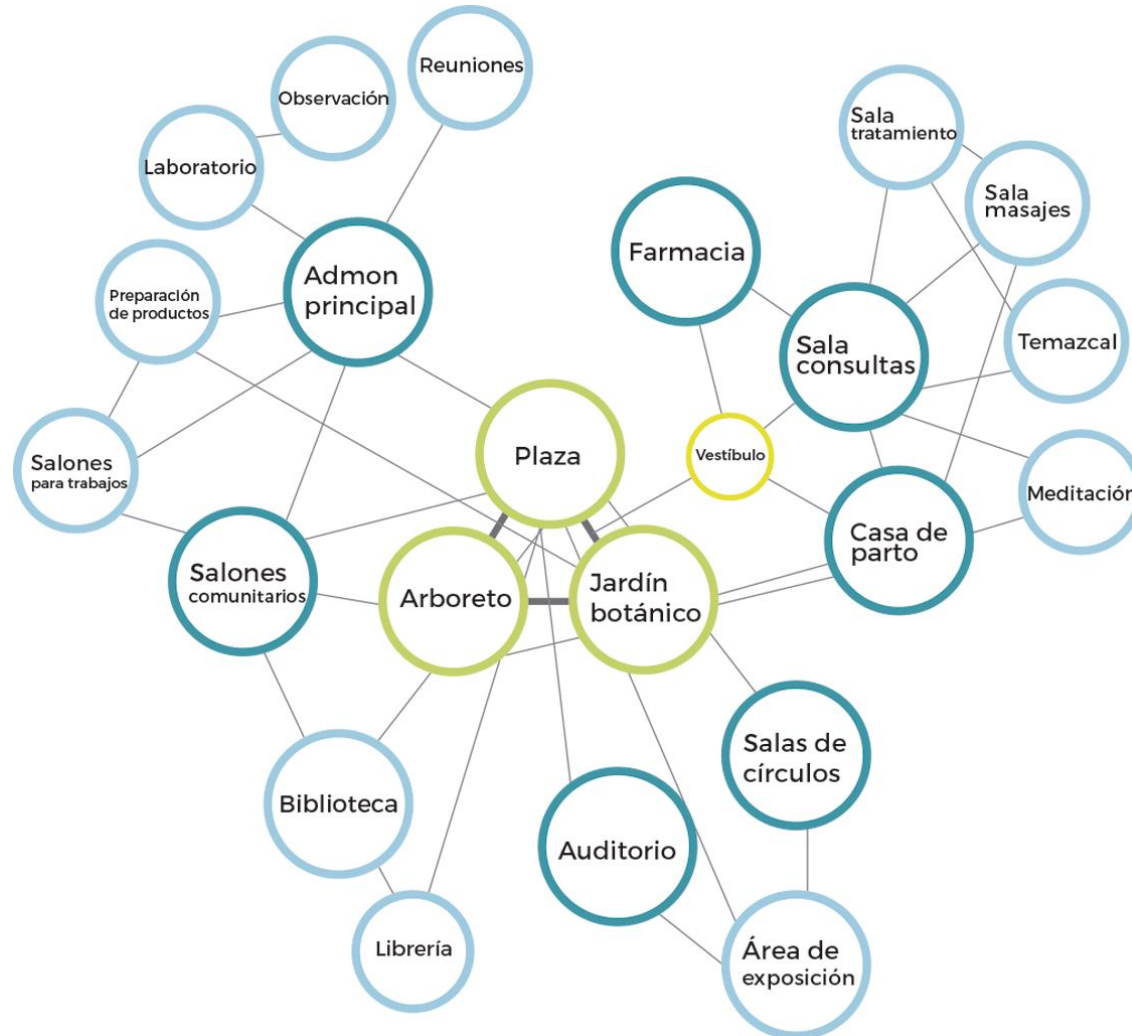 Reuniones
Observación
Laboratorio
Sala
tratamiento
Sala
masajes
Farmacia
Admon
principal
Preparación
de productos
Sala
consultas
Temazcal
Plaza
Vestíbulo
Salones
para trabajos
Meditación
Casa de
parto
Salones
comunitarios
Arboreto
Jardín
botánico
Salas de
círculos
Biblioteca
Auditorio
Librería
Área de
exposición